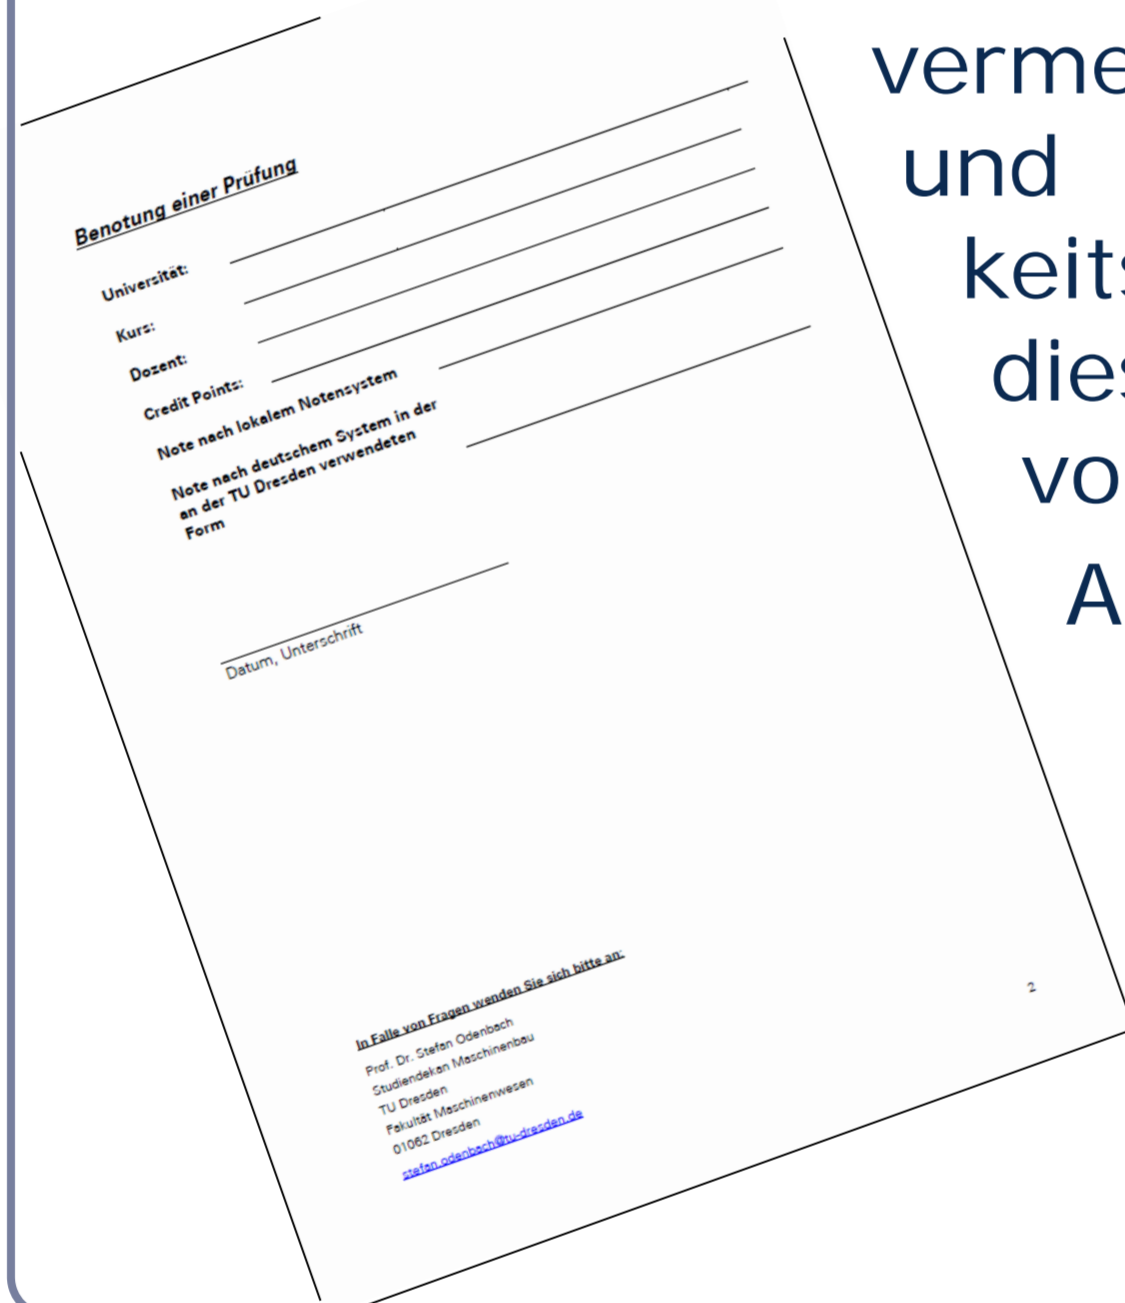 Benotung einer Prüfung
Universität:
Kurs:
Dozent:
Credit Points:
Note nach lokalem Notensystem
Note nach deutschem System in der
an der TU Dresden verwendeten
Form
Datum, Unterschrift
In Falle von Fragen wenden Sie sich bitte an:
Prof. Dr. Stefan Odenbach
Studiendekan Maschinenbau
TU Dresden
Fakultät Maschinenwesen
01062 Dresden
stefan.odenbach@tu-dresden.de
2
verme
und
keits
dies
vo
A